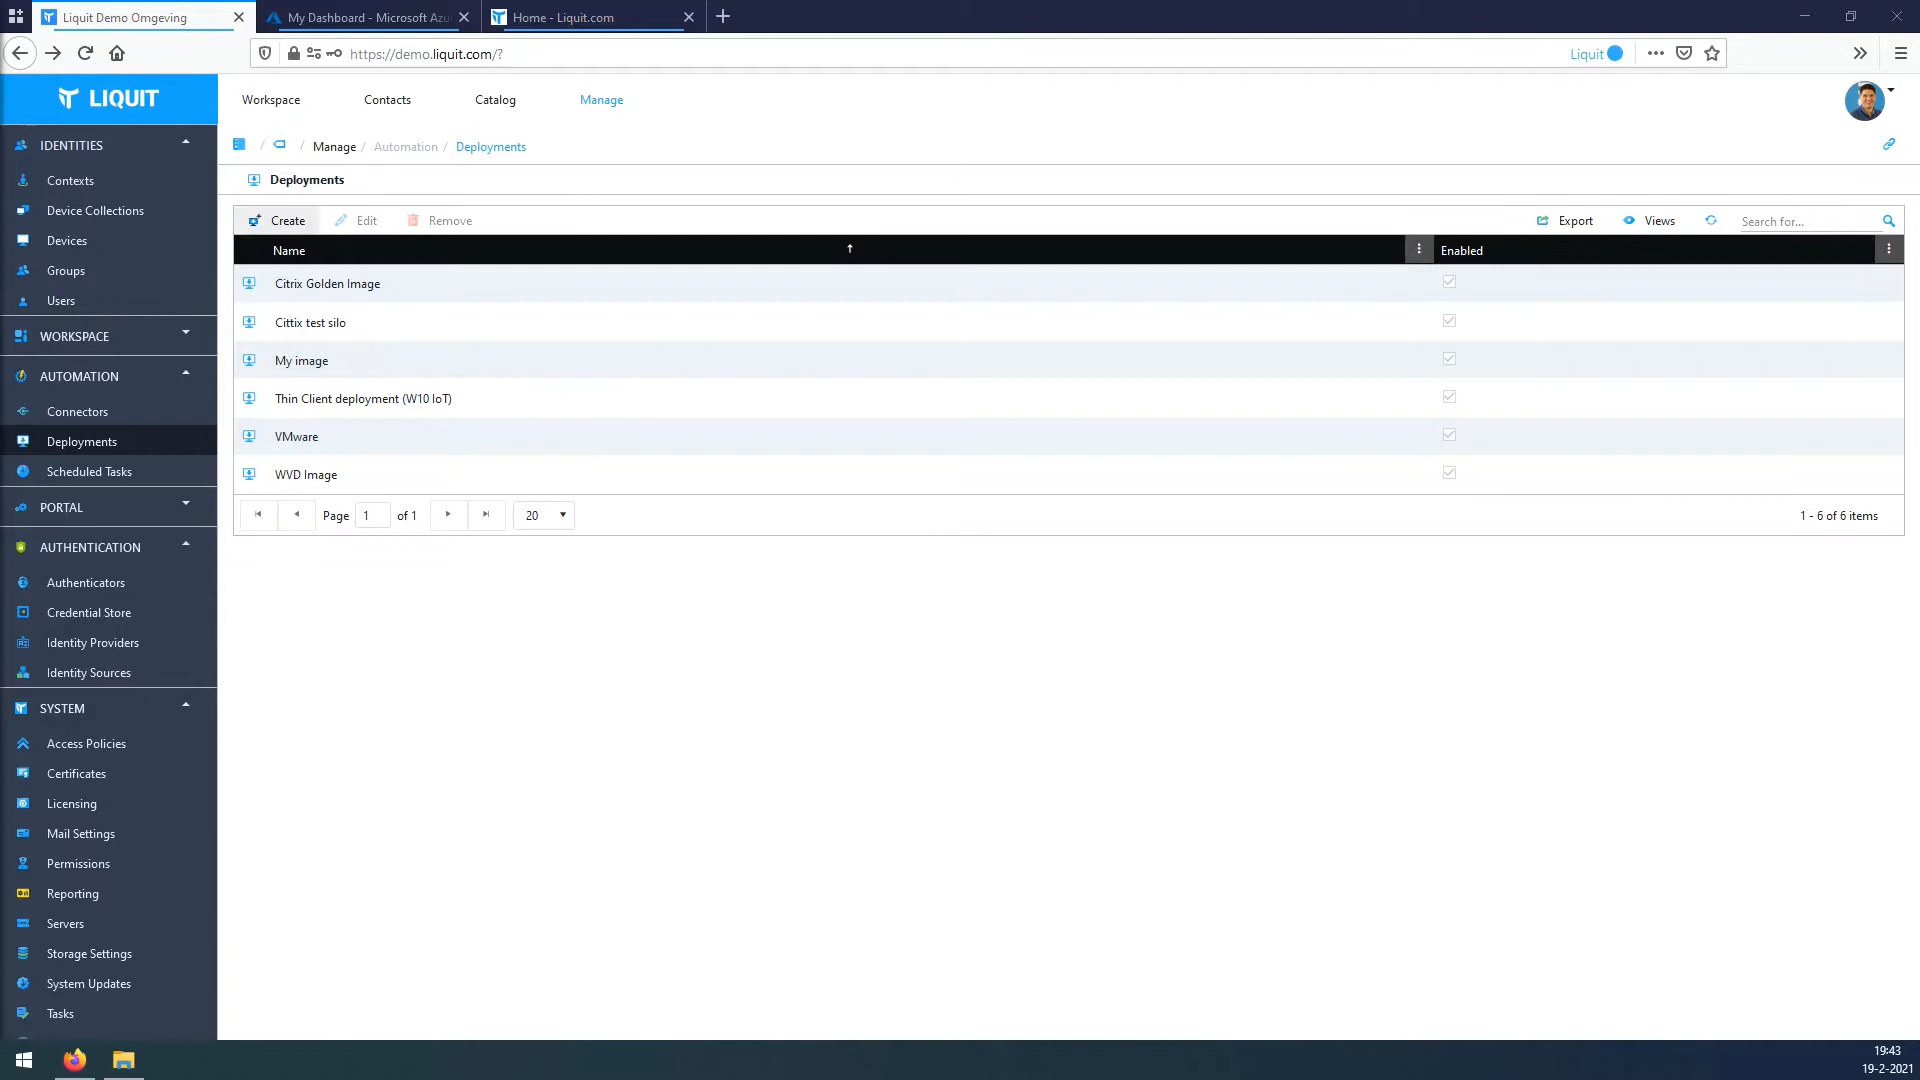 Liquit Demo Omgeving
My Dashboard - Microsoft Azu
Home - Liquit.com
https://demo.liquit.com/?
Liquit
LIQUIT
Workspace
Contacts
Catalog
Manage
IDENTITIES
Contexts
Device Collections
Devices
Groups
Users
WORKSPACE
AUTOMATION
Connectors
Deployments
Scheduled Tasks
PORTAL
AUTHENTICATION
Authenticators
Credential Store
Identity Providers
Identity Sources
SYSTEM
Access Policies
Certificates
Licensing
Mail Settings
Permissions
Reporting
Servers
Storage Settings
System Updates
Tasks
/ / Manage / Automation / Deployments
Deployments
Create Edit Remove
Export Views Search for...
Name Enabled
Citrix Golden Image
Cittix test silo
My image
Thin Client deployment (W10 IoT)
VMware
WVD Image
Page 1 of 1 20
1 - 6 of 6 items
19:43
19-2-2021